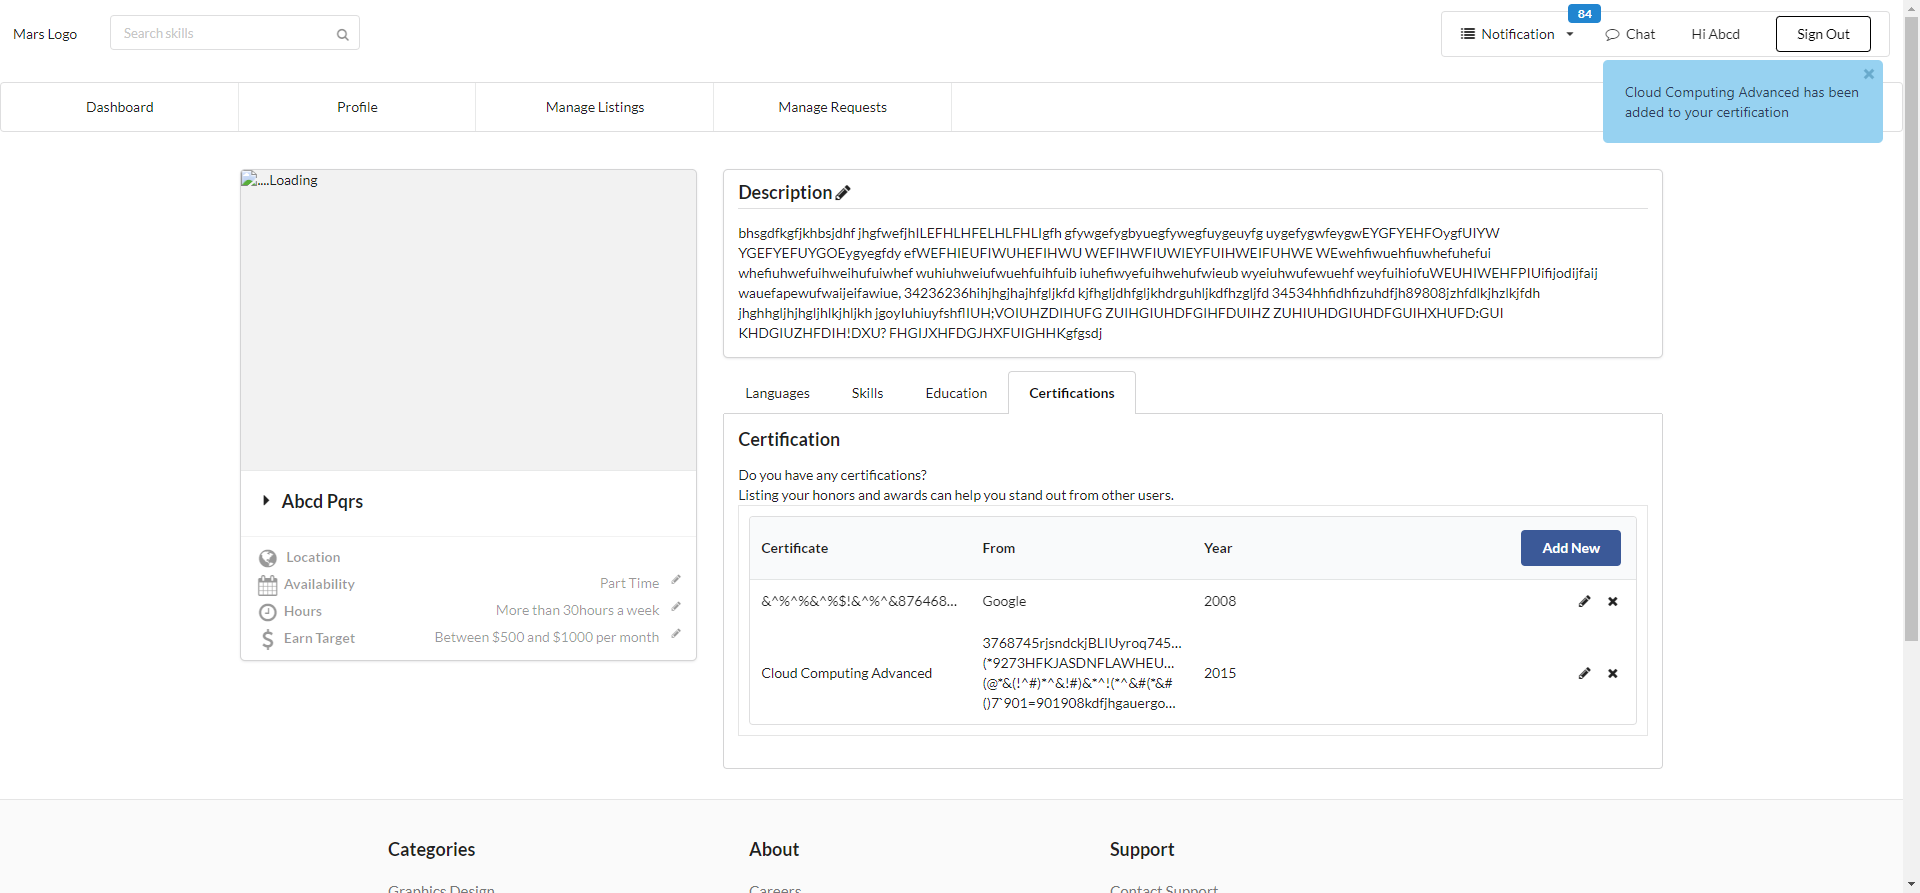 Mars Logo
Search skills
84
Notification
Chat
Hi Abcd
Sign Out
Dashboard
Profile
Manage Listings
Manage Requests
Cloud Computing Advanced has been
added to your certification
....Loading
Abcd Pqrs
Location
Availability
Part Time
Hours
More than 30hours a week
Earn Target
Between $500 and $1000 per month
Description
bhsgdfkgfjkhbsjdhf jhgfwefjhILEFHLHFELHLFHLIgfh gfywgefygbyuegfywegfuygeuyfg uygefygwfeygwEYGFYEHFOygfUIYW
YGEFYEFUYGOEygyegfdy efWEFHIEUFIWUHEFIHWU WEFIHWFIUWIEYFUIHWEIFUHWE WEwehfiwuehfiuwhefuhefui
whefiuhwefuihweihufuiwhef wuhiuhweiufwuehfuihfuib iuhefiwyefuihwehufwieub wyeiuhwufewuehf weyfuihiofuWEUHIWEHFPIUifijodijfaij
wauefapewufwaijeifawiue, 34236236hihjhgjhajhfgljkfd kjfhgljdhfgljkhdrguhljkdfhzgljfd 34534hhfidhfizuhdfjh89808jzhfdlkjhzlkjfdh
jhghhgljhjhgljhlkjhljkh jgoyIuhiuyfshflIUH;VOIUHZDIHUFG ZUIHGIUHDFGIHFDUIHZ ZUHIUHDGIUHDFGUIHXHUFD:GUI
KHDGIUZHFDIH!DXU? FHGIJXHFDGJHXFUIGHHKgfgsdj
Languages
Skills
Education
Certifications
Certification
Do you have any certifications?
Listing your honors and awards can help you stand out from other users.
Certificate
From
Year
Add New
&^%^%&^%$!&^%^&876468...
Google
2008
Cloud Computing Advanced
3768745rjsndckjBLIUyroq745...
(*9273HFKJASDNFLAWHEU...
(@*&(!^#)*^&!#)&*^!(*^&#(*&#
()7`901=901908kdfjhgauergo...
2015
Categories
About
Support
Graphics Design
Careers
Contact Support